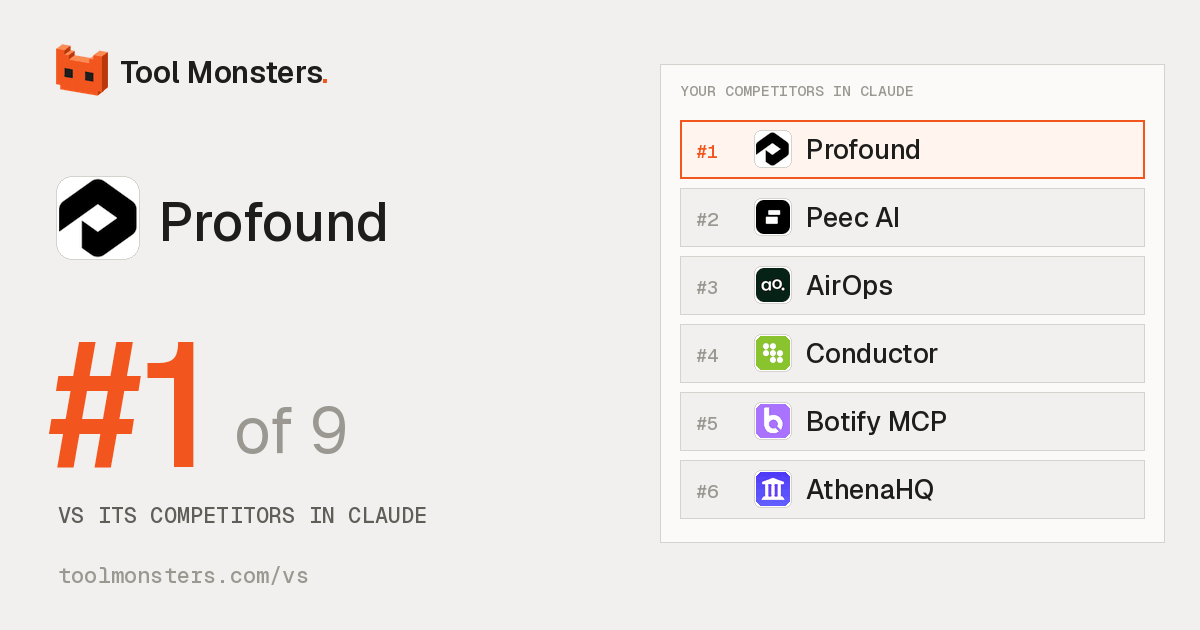 Tool Monsters.
Profound
#1 of 9
VS ITS COMPETITORS IN CLAUDE
toolmonsters.com/vs
YOUR COMPETITORS IN CLAUDE
#1 Profound
#2 Peec AI
#3 ao. AirOps
#4 Conductor
#5 Botify MCP
#6 AthenaHQ